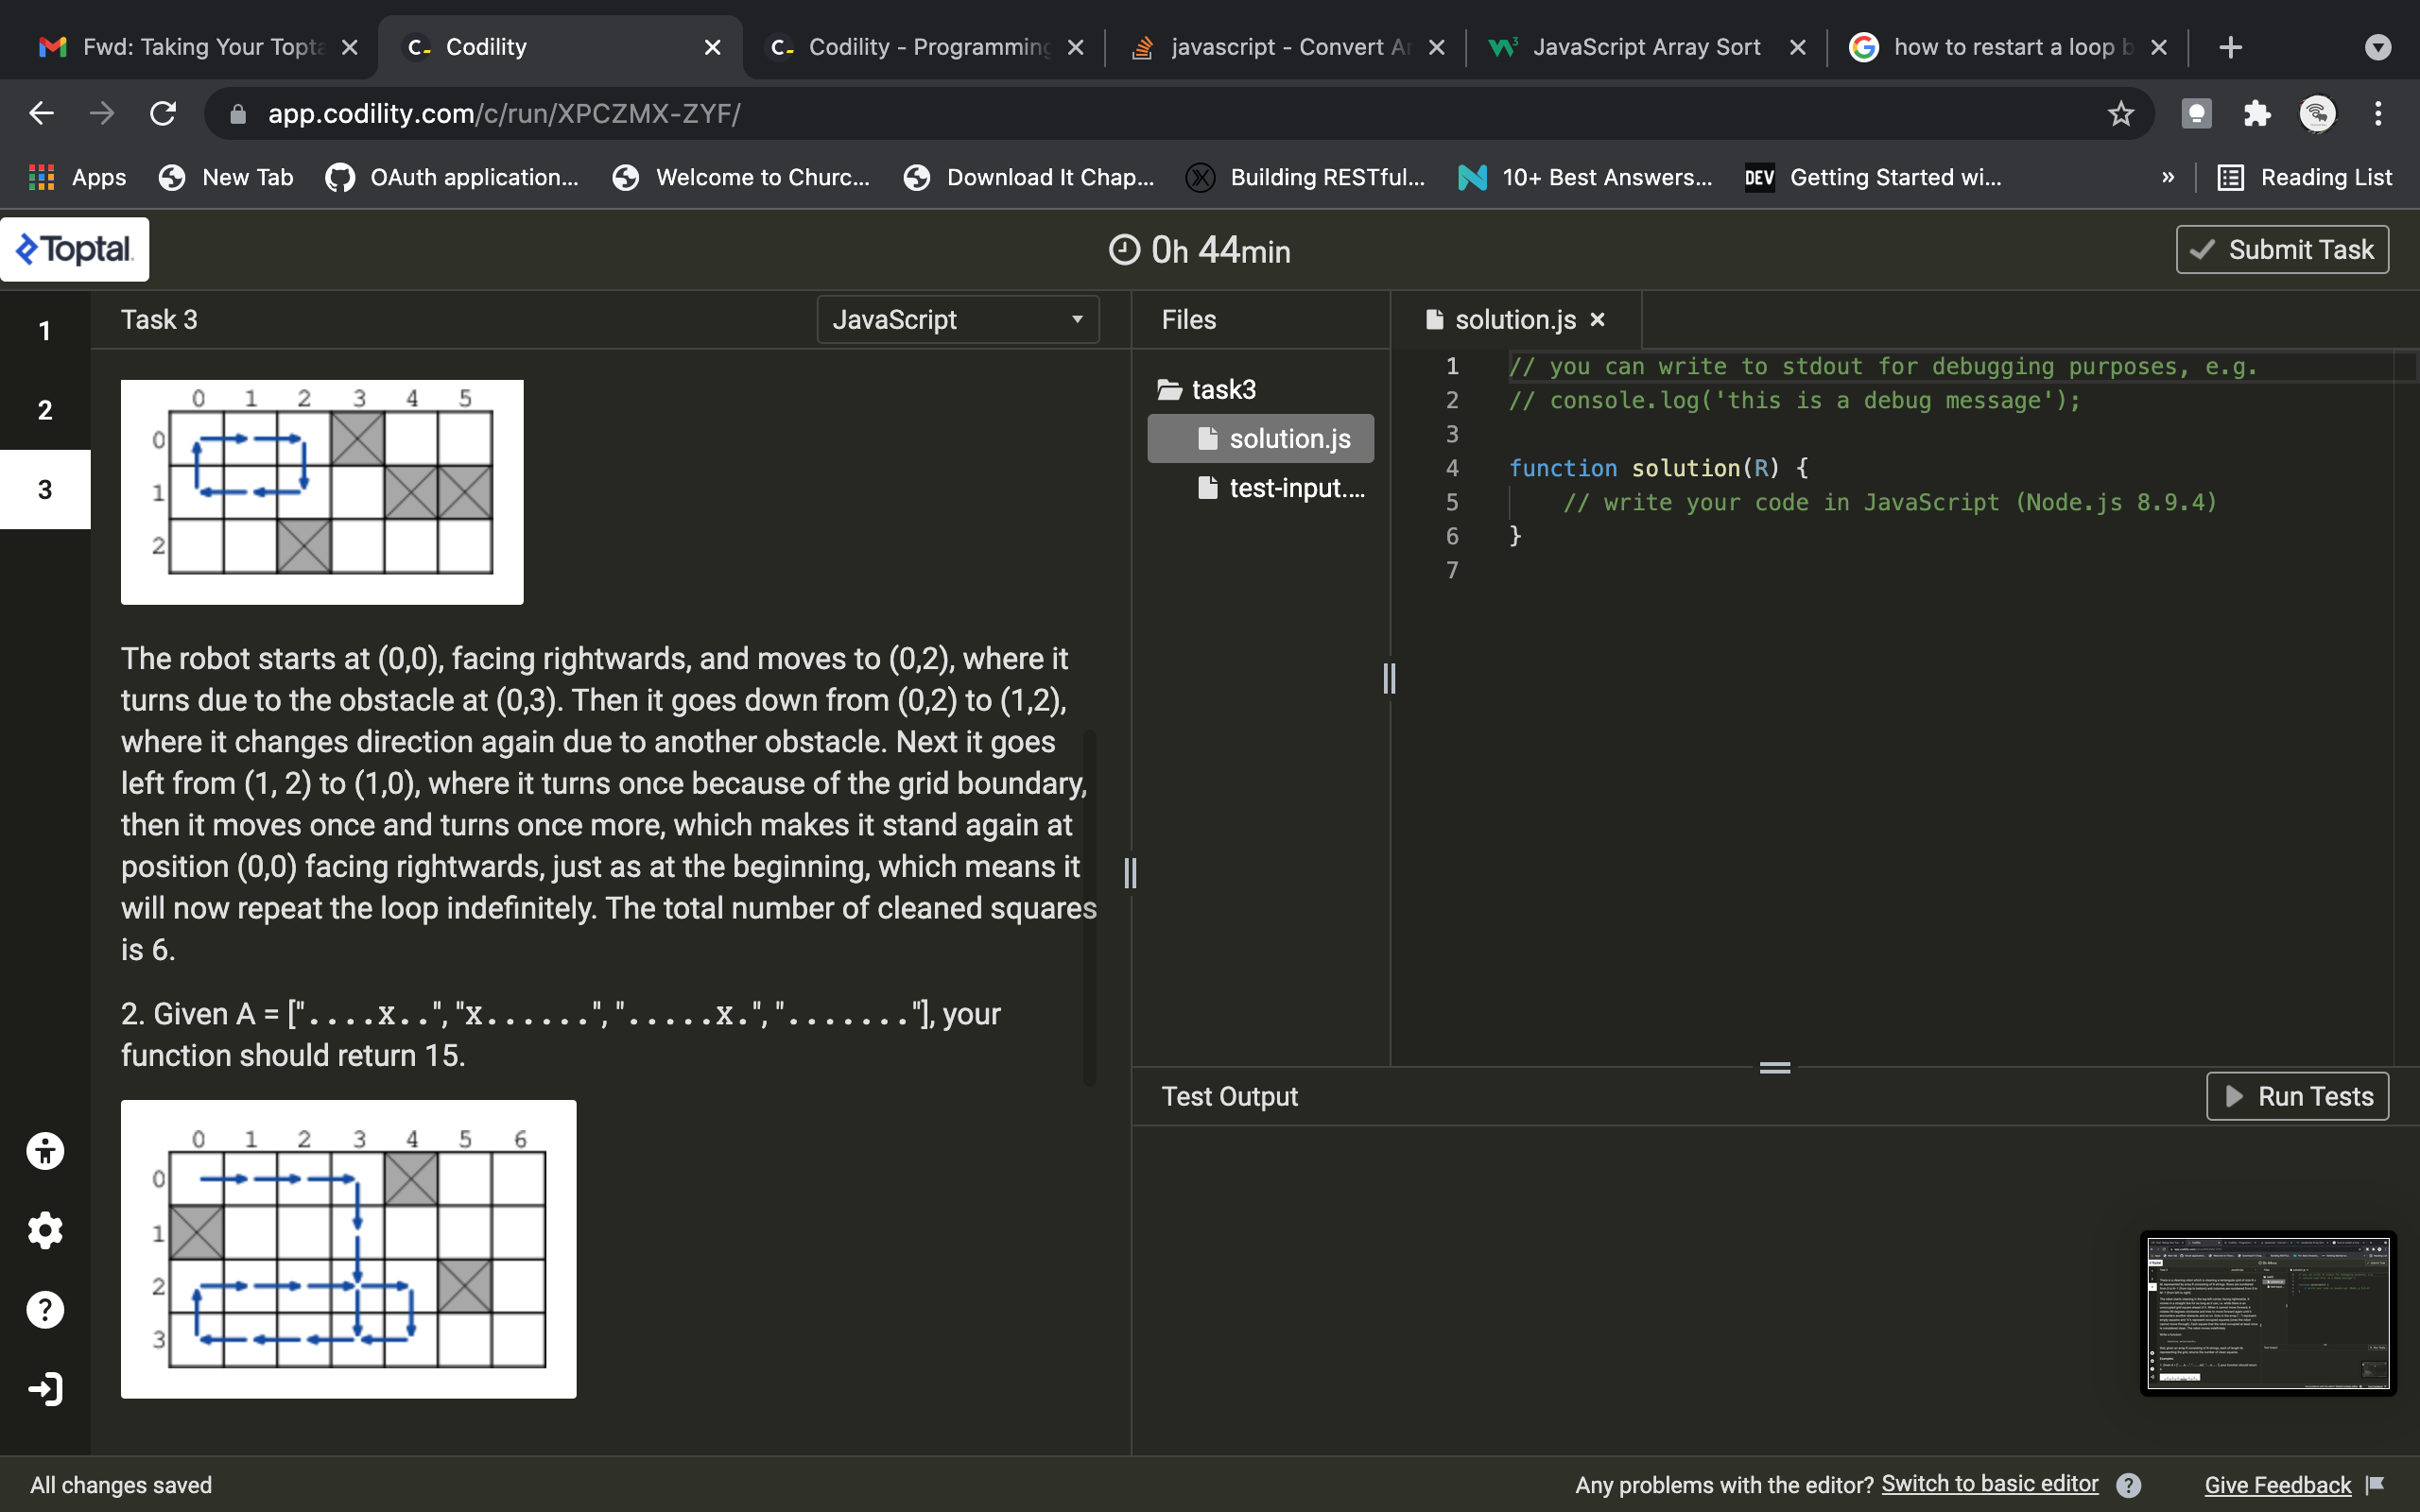 Fwd: Taking Your Topta
Codility
Codility - Programming
javascript - Convert Ar
JavaScript Array Sort
how to restart a loop b
app.codility.com/c/run/XPCZMX-ZYF/
Apps
New Tab
OAuth application...
Welcome to Churc...
Download It Chap...
Building RESTful...
10+ Best Answers...
DEV
Getting Started wi...
»
Reading List
Toptal
0h 44min
Submit Task
1
2
3
Task 3
JavaScript
0 1 2 3 4 5
0
1
2
The robot starts at (0,0), facing rightwards, and moves to (0,2), where it
turns due to the obstacle at (0,3). Then it goes down from (0,2) to (1,2),
where it changes direction again due to another obstacle. Next it goes
left from (1, 2) to (1,0), where it turns once because of the grid boundary,
then it moves once and turns once more, which makes it stand again at
position (0,0) facing rightwards, just as at the beginning, which means it
will now repeat the loop indefinitely. The total number of cleaned squares
is 6.
2. Given A = ["....x..", "x......", ".....x.", "......."], your
function should return 15.
0 1 2 3 4 5 6
0
1
2
3
Files
task3
solution.js
test-input....
solution.js
1 // you can write to stdout for debugging purposes, e.g.
2 // console.log('this is a debug message');
3
4 function solution(R) {
5 // write your code in JavaScript (Node.js 8.9.4)
6 }
7
Test Output
Run Tests
All changes saved
Any problems with the editor? Switch to basic editor
Give Feedback